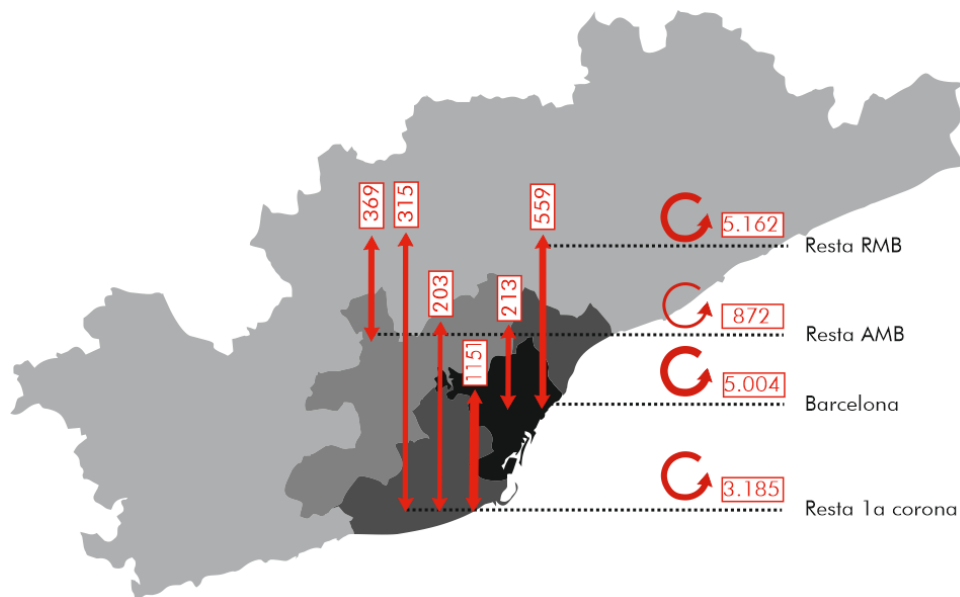 369
315
559
5.162
Resta RMB
203
213
872
Resta AMB
1151
5.004
Barcelona
3.185
Resta 1a corona